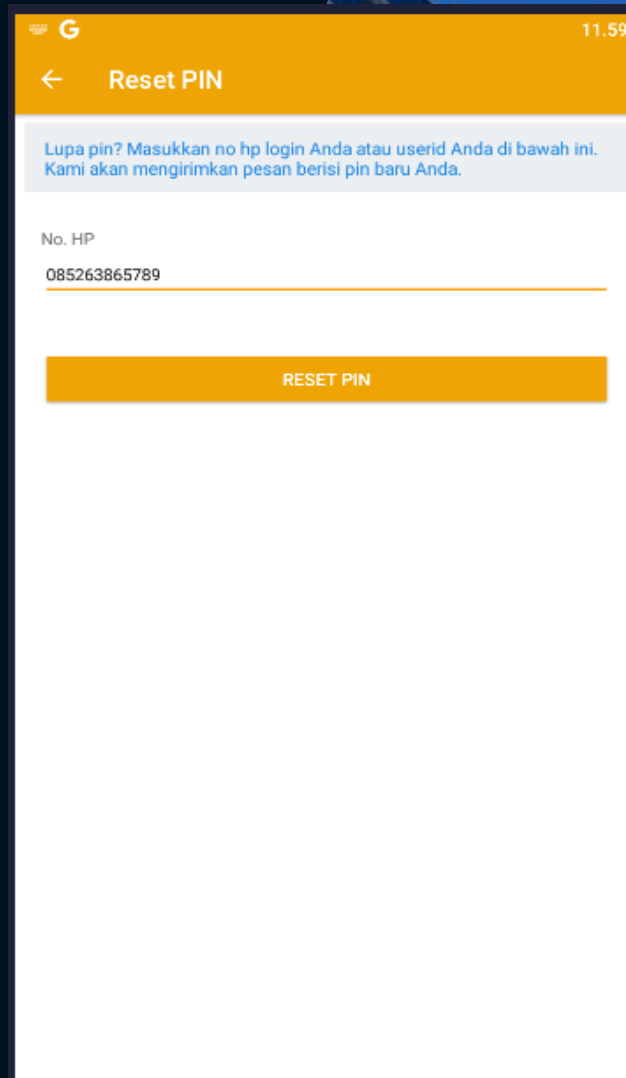 G 11.59
Reset PIN
Lupa pin? Masukkan no hp login Anda atau userid Anda di bawah ini.
Kami akan mengirimkan pesan berisi pin baru Anda.
No. HP
085263865789
RESET PIN